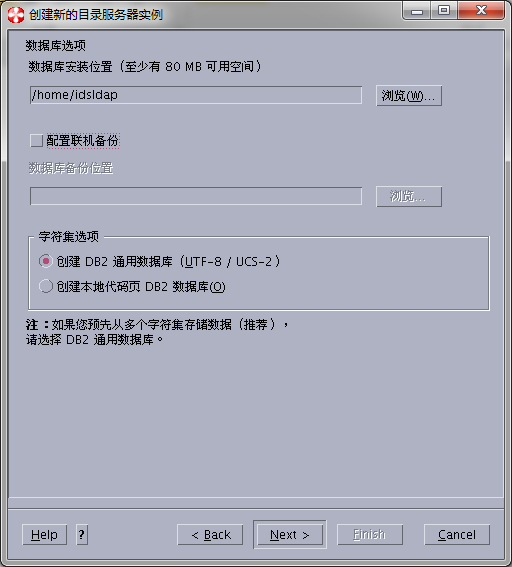 创建新的目录服务器实例
数据库选项
数据库安装位置（至少有 80 MB 可用空间）
/home/idsldap
浏览(W)...
配置联机备份
数据库备份位置
浏览...
字符集选项
创建 DB2 通用数据库（UTF-8 / UCS-2 ）
创建本地代码页 DB2 数据库(O)
注：如果您预先从多个字符集存储数据（推荐），
请选择 DB2 通用数据库。
Help ? < Back Next > Finish Cancel